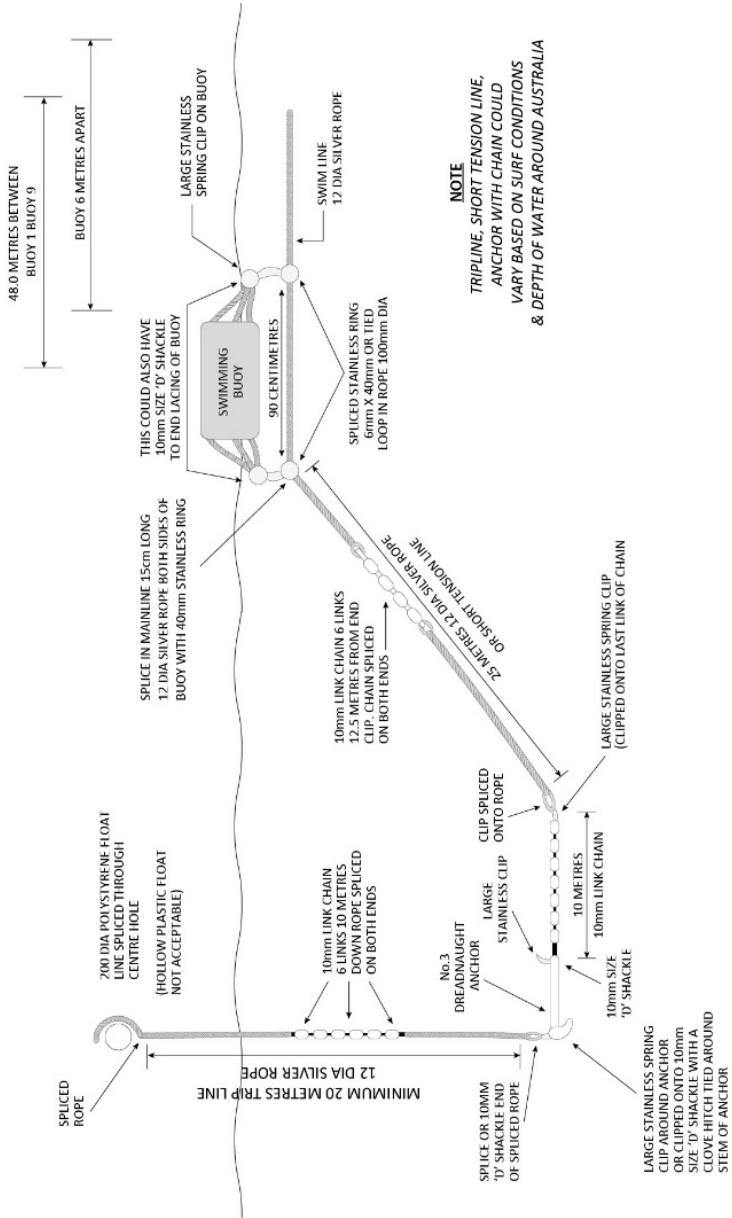 48.0 METRES BETWEEN
BUOY 1 BUOY 9
BUOY 6 METRES APART
LARGE STAINLESS
SPRING CLIP ON BUOY
THIS COULD ALSO HAVE
10mm SIZE 'D' SHACKLE
TO END LACING OF BUOY
SWIMMING
BUOY
90 CENTIMETRES
SWIM LINE
12 DIA SILVER ROPE
SPLICED STAINLESS RING
6mm X 40mm OR TIED
LOOP IN ROPE 100mm DIA
SPLICE IN MAINLINE 15cm LONG
12 DIA SILVER ROPE BOTH SIDES OF
BUOY WITH 40mm STAINLESS RING
NOTE
TRIPLINE, SHORT TENSION LINE,
ANCHOR WITH CHAIN COULD
VARY BASED ON SURF CONDITIONS
& DEPTH OF WATER AROUND AUSTRALIA
200 DIA POLYSTYRENE FLOAT
LINE SPLICED THROUGH
CENTRE HOLE
(HOLLOW PLASTIC FLOAT
NOT ACCEPTABLE)
SPLICED
ROPE
10mm LINK CHAIN 6 LINKS
12.5 METRES FROM END
CLIP. CHAIN SPLICED
ON BOTH ENDS
25 METRES 12 DIA SILVER ROPE
OR SHORT TENSION LINE
10mm LINK CHAIN
6 LINKS 10 METRES
DOWN ROPE SPLICED
ON BOTH ENDS
MINIMUM 20 METRES TRIP LINE
12 DIA SILVER ROPE
CLIP SPLICED
ONTO ROPE
LARGE
STAINLESS CLIP
No.3
DREADNAUGHT
ANCHOR
SPLICE OR 10MM
'D' SHACKLE END
OF SPLICED ROPE
10 METRES
10mm LINK CHAIN
LARGE STAINLESS SPRING CLIP
(CLIPPED ONTO LAST LINK OF CHAIN
10mm SIZE
'D' SHACKLE
LARGE STAINLESS SPRING
CLIP AROUND ANCHOR
OR CLIPPED ONTO 10mm
SIZE 'D' SHACKLE WITH A
CLOVE HITCH TIED AROUND
STEM OF ANCHOR